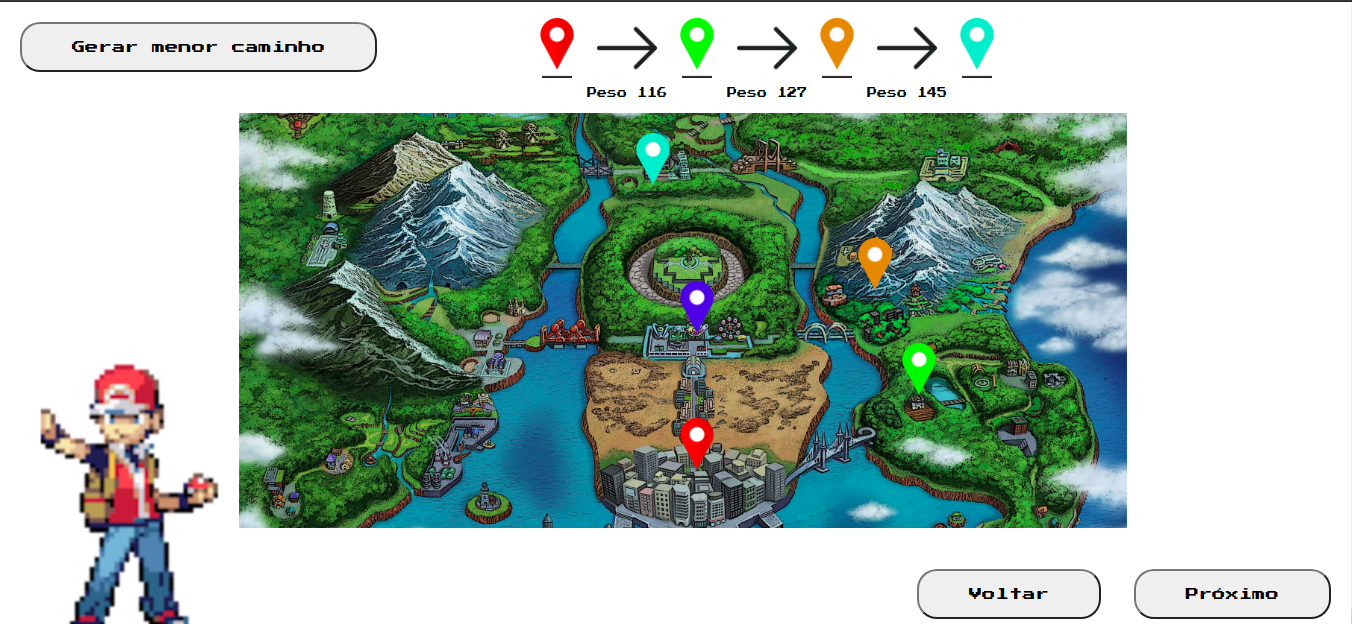 Gerar menor caminho
Peso 116
Peso 127
Peso 145
Voltar
Próximo